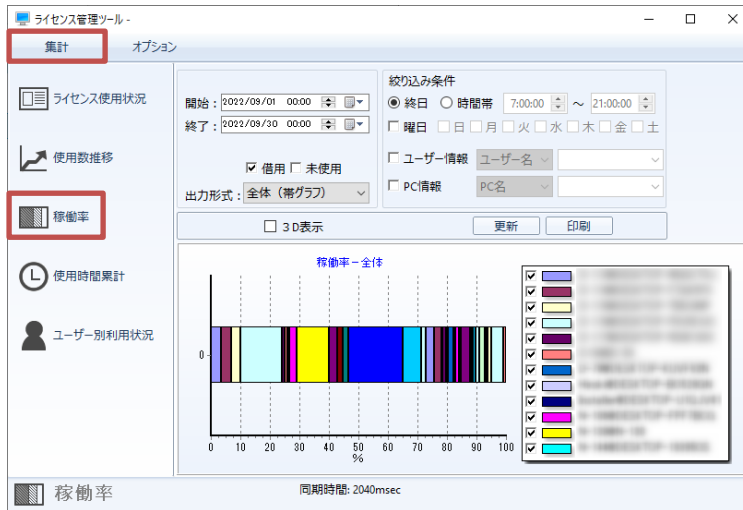 ライセンス管理ツール -
集計 オプション
ライセンス使用状況
使用数推移
稼働率
使用時間累計
ユーザー別利用状況
開始： 2022/09/01 00:00
終了： 2022/09/30 00:00
借用 未使用
出力形式： 全体（帯グラフ）
絞り込み条件
終日 時間帯 7:00:00 ～ 21:00:00
曜日 日 月 火 水 木 金 土
ユーザー情報 ユーザー名
PC情報 PC名
３D表示 更新 印刷
稼働率－全体
0
0 10 20 30 40 50 60 70 80 90 100
%
稼働率 同期時間: 2040msec